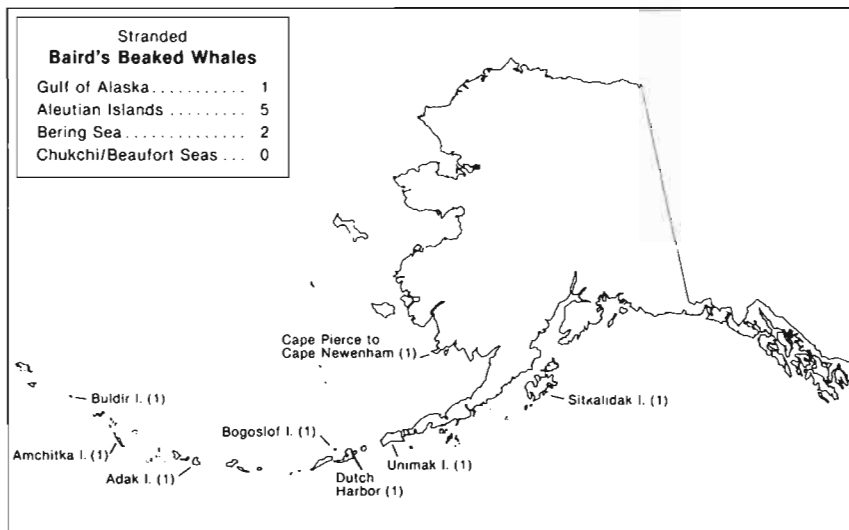 Stranded
Baird's Beaked Whales
Gulf of Alaska........... 1
Aleutian Islands ......... 5
Bering Sea.............. 2
Chukchi/Beaufort Seas ... 0
Cape Pierce to
Cape Newenham (1)
Buldir I. (1)
Sitkalidak I. (1)
Bogoslof I. (1)
Amchitka I. (1)
Unimak I. (1)
Adak I. (1)
Dutch
Harbor (1)